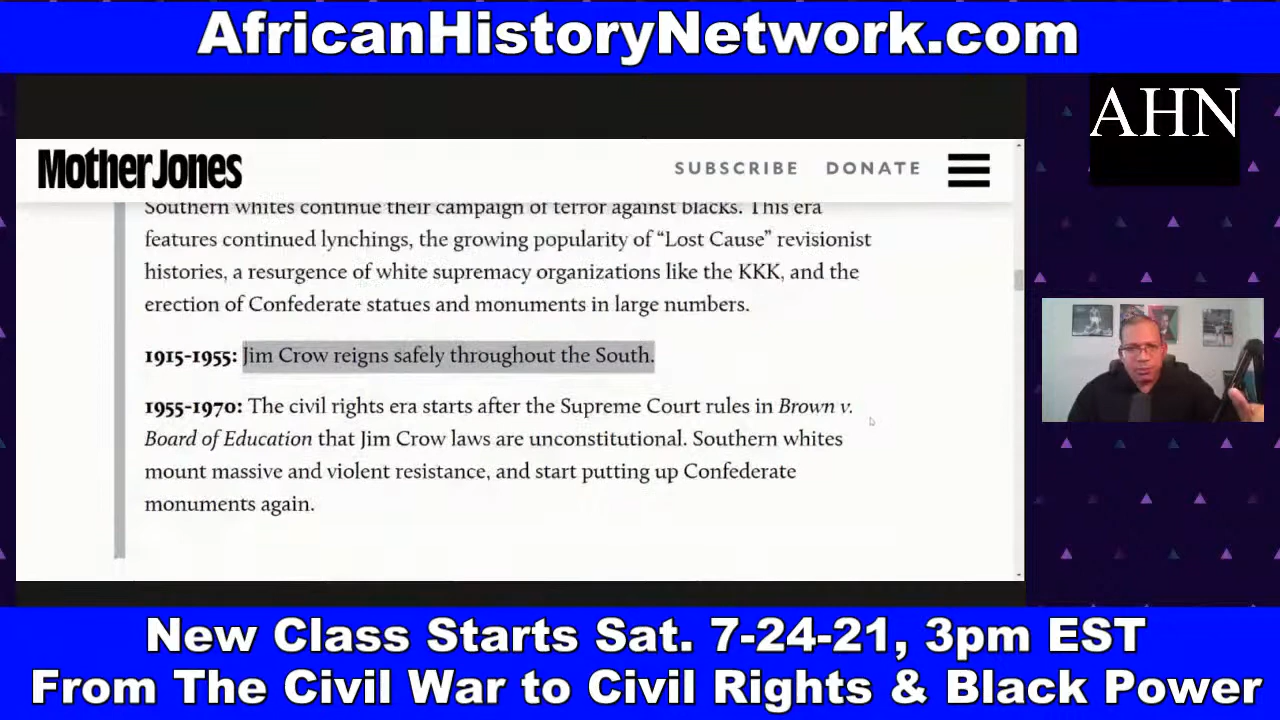 AfricanHistoryNetwork.com
AHN
Mother Jones
SUBSCRIBE DONATE
Southern whites continue their campaign of terror against blacks. This era
features continued lynchings, the growing popularity of “Lost Cause” revisionist
histories, a resurgence of white supremacy organizations like the KKK, and the
erection of Confederate statues and monuments in large numbers.
1915-1955: Jim Crow reigns safely throughout the South.
1955-1970: The civil rights era starts after the Supreme Court rules in Brown v.
Board of Education that Jim Crow laws are unconstitutional. Southern whites
mount massive and violent resistance, and start putting up Confederate
monuments again.
New Class Starts Sat. 7-24-21, 3pm EST
From The Civil War to Civil Rights & Black Power